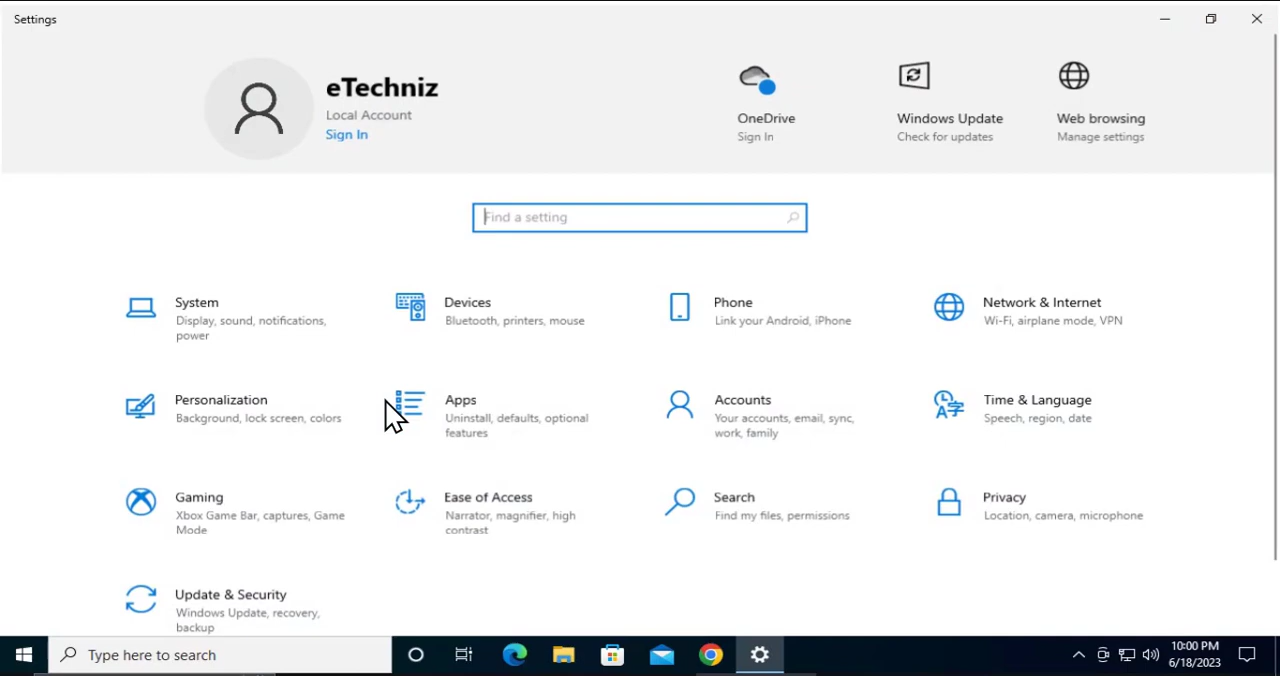 Settings
eTechniz
Local Account
Sign In
OneDrive
Sign In
Windows Update
Check for updates
Web browsing
Manage settings
Find a setting
System
Display, sound, notifications,
power
Devices
Bluetooth, printers, mouse
Phone
Link your Android, iPhone
Network & Internet
Wi-Fi, airplane mode, VPN
Personalization
Background, lock screen, colors
Apps
Uninstall, defaults, optional
features
Accounts
Your accounts, email, sync,
work, family
Time & Language
Speech, region, date
Gaming
Xbox Game Bar, captures, Game
Mode
Ease of Access
Narrator, magnifier, high
contrast
Search
Find my files, permissions
Privacy
Location, camera, microphone
Update & Security
Windows Update, recovery,
backup
Type here to search
10:00 PM
6/18/2023